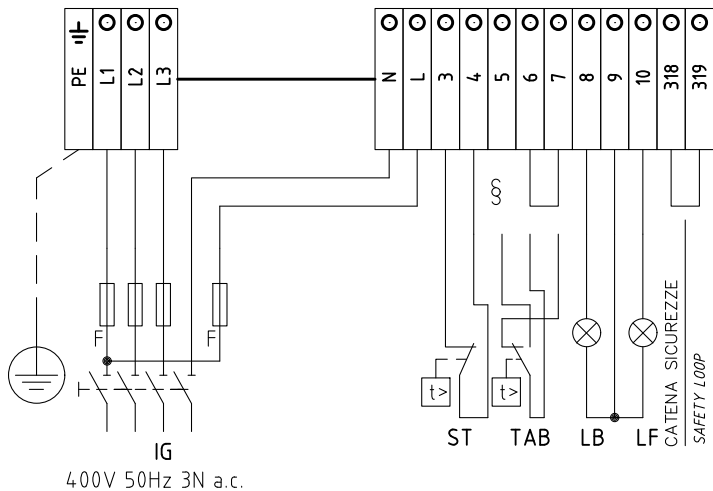 PE L1 L2 L3 N L 3 4 5 6 7 8 9 10 318 319
§
F F
t> t>
CATENA SICUREZZE
SAFETY LOOP
ST TAB LB LF
IG
400V 50Hz 3N a.c.